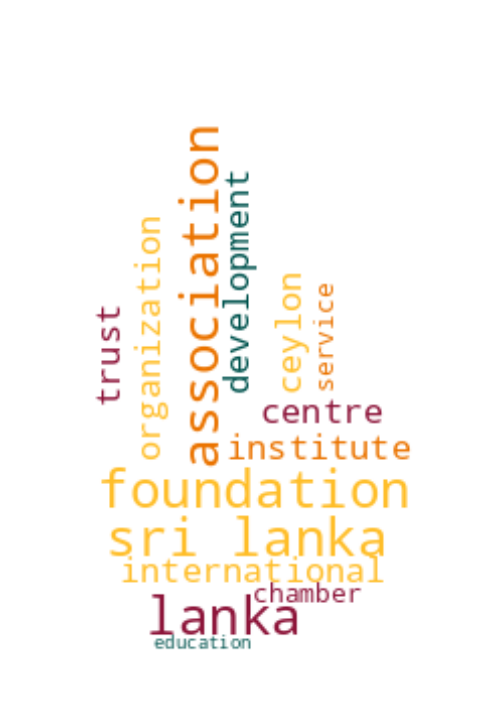 association
development
organization
ceylon
service
trust
centre
institute
foundation
sri lanka
international
chamber
lanka
education